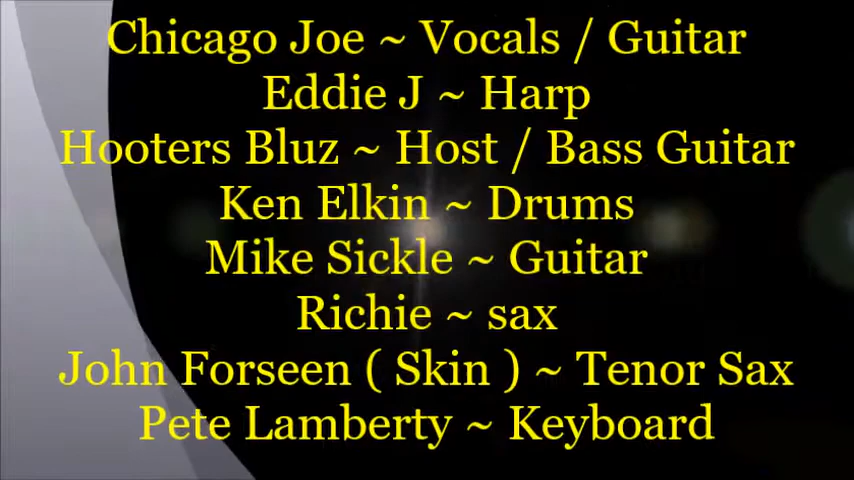 Chicago Joe ~ Vocals / Guitar
Eddie J ~ Harp
Hooters Bluz ~ Host / Bass Guitar
Ken Elkin ~ Drums
Mike Sickle ~ Guitar
Richie ~ sax
John Forseen ( Skin ) ~ Tenor Sax
Pete Lamberty ~ Keyboard